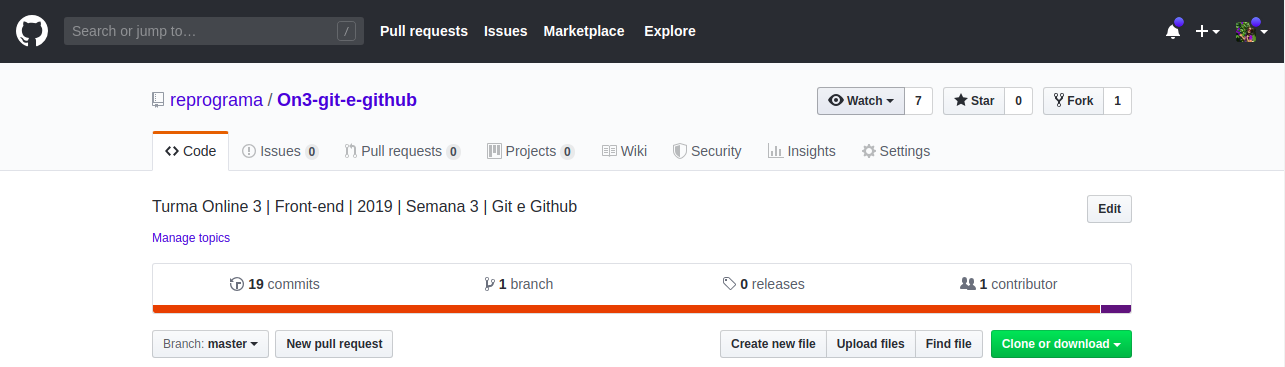 Search or jump to… / Pull requests Issues Marketplace Explore
reprograma / On3-git-e-github Watch 7 Star 0 Fork 1
Code Issues 0 Pull requests 0 Projects 0 Wiki Security Insights Settings
Turma Online 3 | Front-end | 2019 | Semana 3 | Git e Github Edit
Manage topics
19 commits 1 branch 0 releases 1 contributor
Branch: master New pull request Create new file Upload files Find file Clone or download